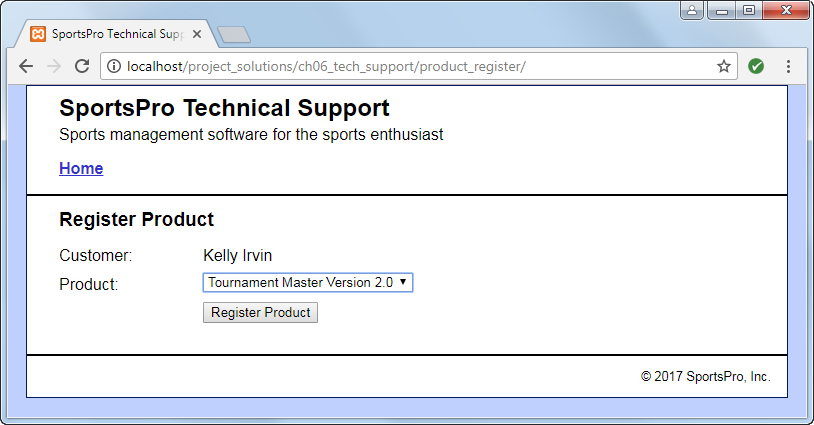 SportsPro Technical Supp
localhost/project_solutions/ch06_tech_support/product_register/
SportsPro Technical Support
Sports management software for the sports enthusiast
Home
Register Product
Customer: Kelly Irvin
Product: Tournament Master Version 2.0
Register Product
© 2017 SportsPro, Inc.